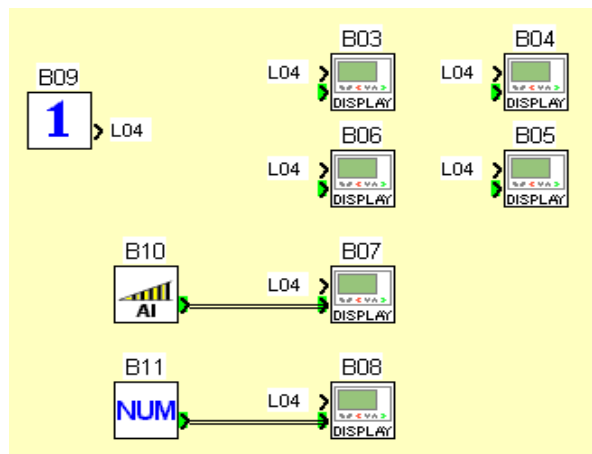 B03
B04
B09
L04
L04
DISPLAY
DISPLAY
1
L04
B06
B05
L04
L04
DISPLAY
DISPLAY
B10
B07
L04
AI
DISPLAY
B11
B08
NUM
L04
DISPLAY